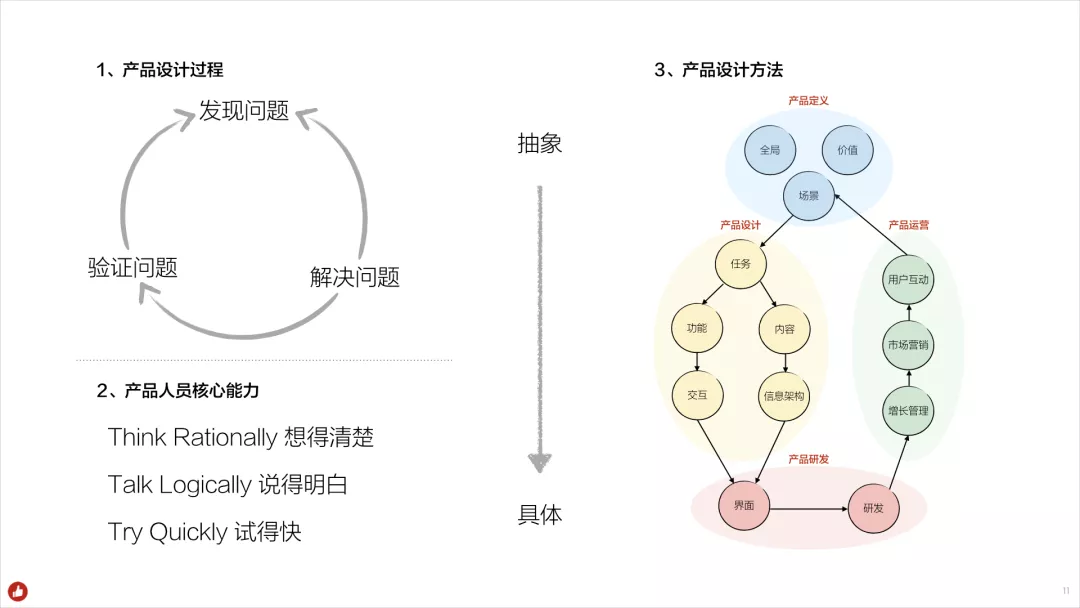 1、产品设计过程
发现问题
验证问题
解决问题
2、产品人员核心能力
Think Rationally 想得清楚
Talk Logically 说得明白
Try Quickly 试得快
抽象
具体
3、产品设计方法
产品定义
全局
价值
场景
产品设计
任务
功能
内容
交互
信息架构
产品运营
用户互动
市场营销
增长管理
产品研发
界面
研发
11